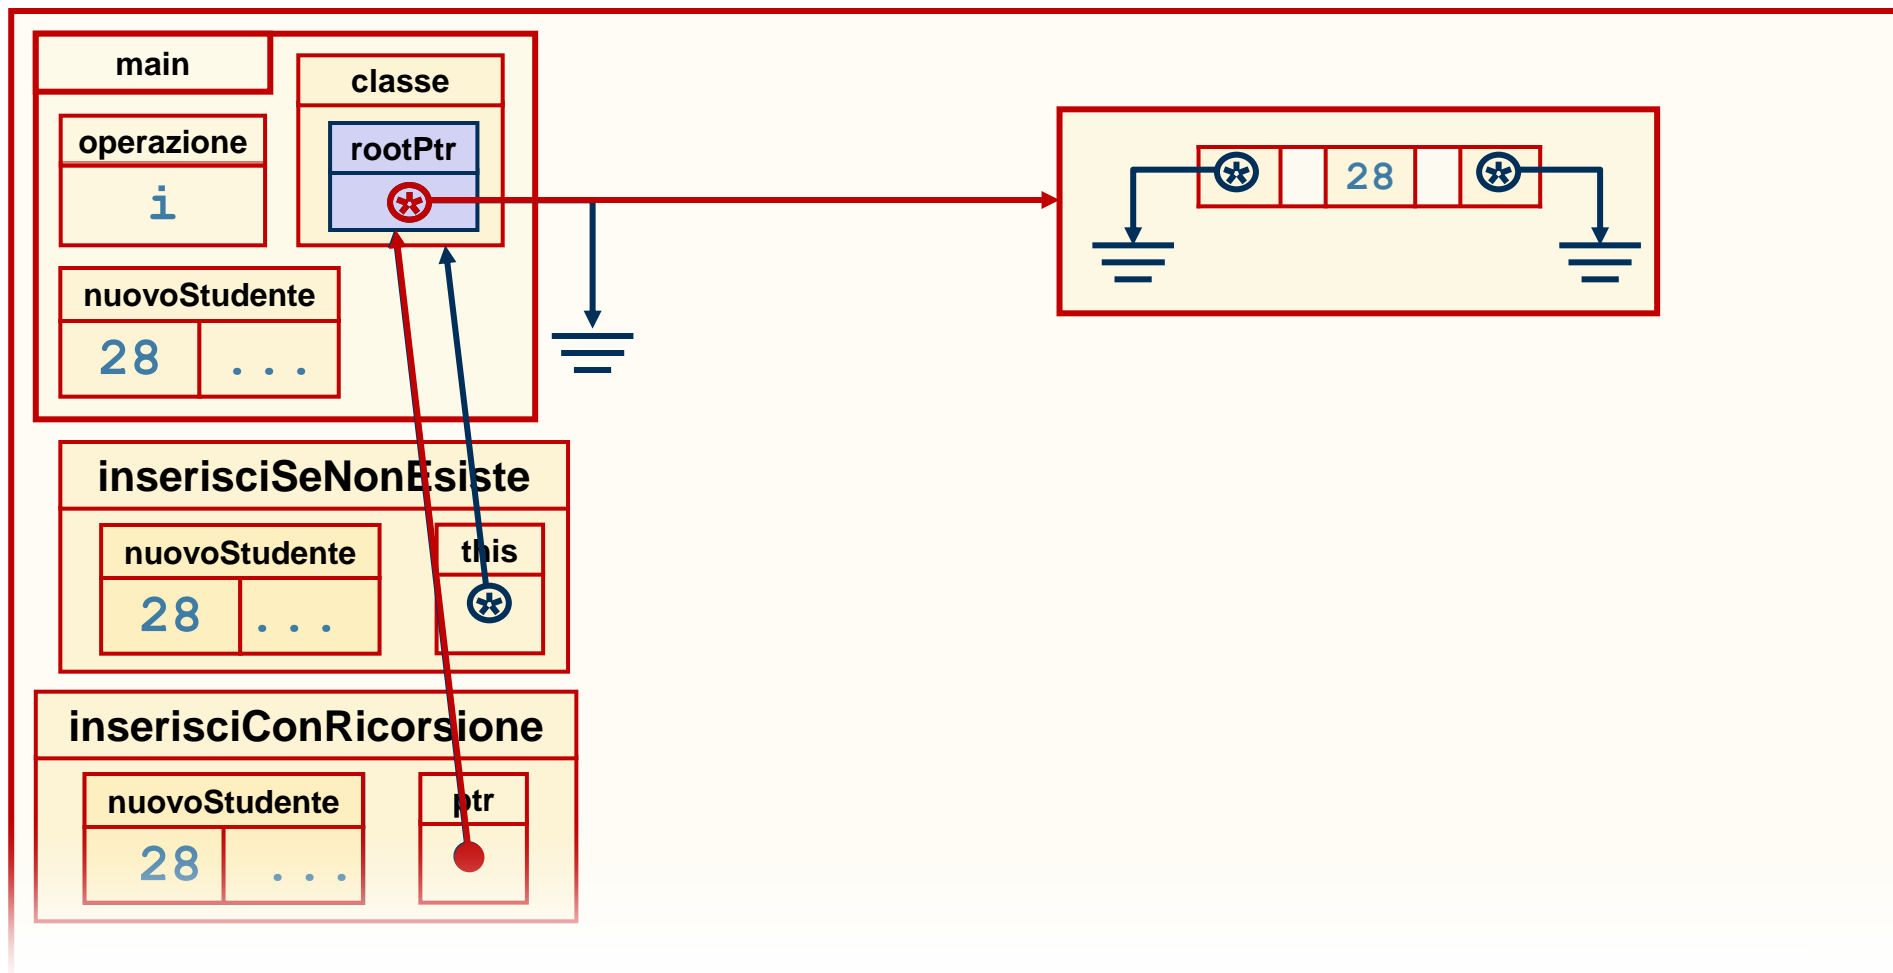 main
classe
operazione
rootPtr
i
28
nuovoStudente
28 ...
inserisciSeNonEsiste
nuovoStudente
this
28 ...
inserisciConRicorsione
nuovoStudente
ptr
28 ...